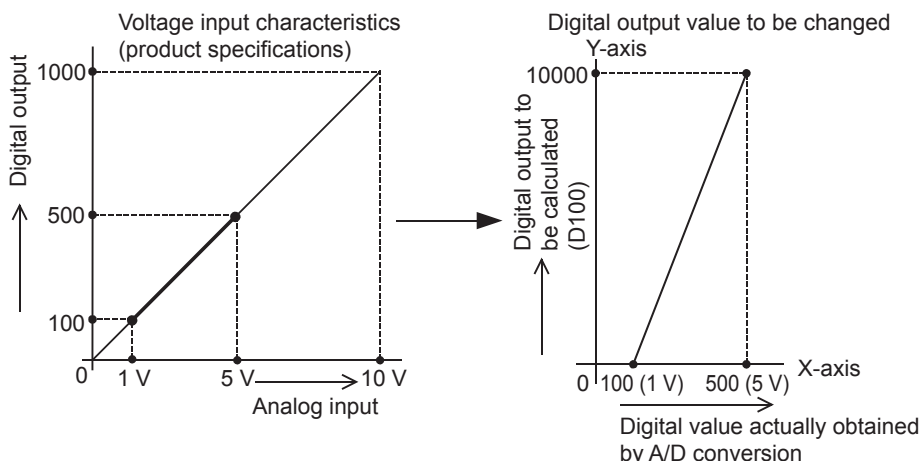 Voltage input characteristics
(product specifications)
Digital output
1000
500
100
0
1 V
5 V
10 V
Analog input
Digital output value to be changed
Y-axis
10000
Digital output to
be calculated
(D100)
X-axis
0
100 (1 V)
500 (5 V)
Digital value actually obtained
by A/D conversion